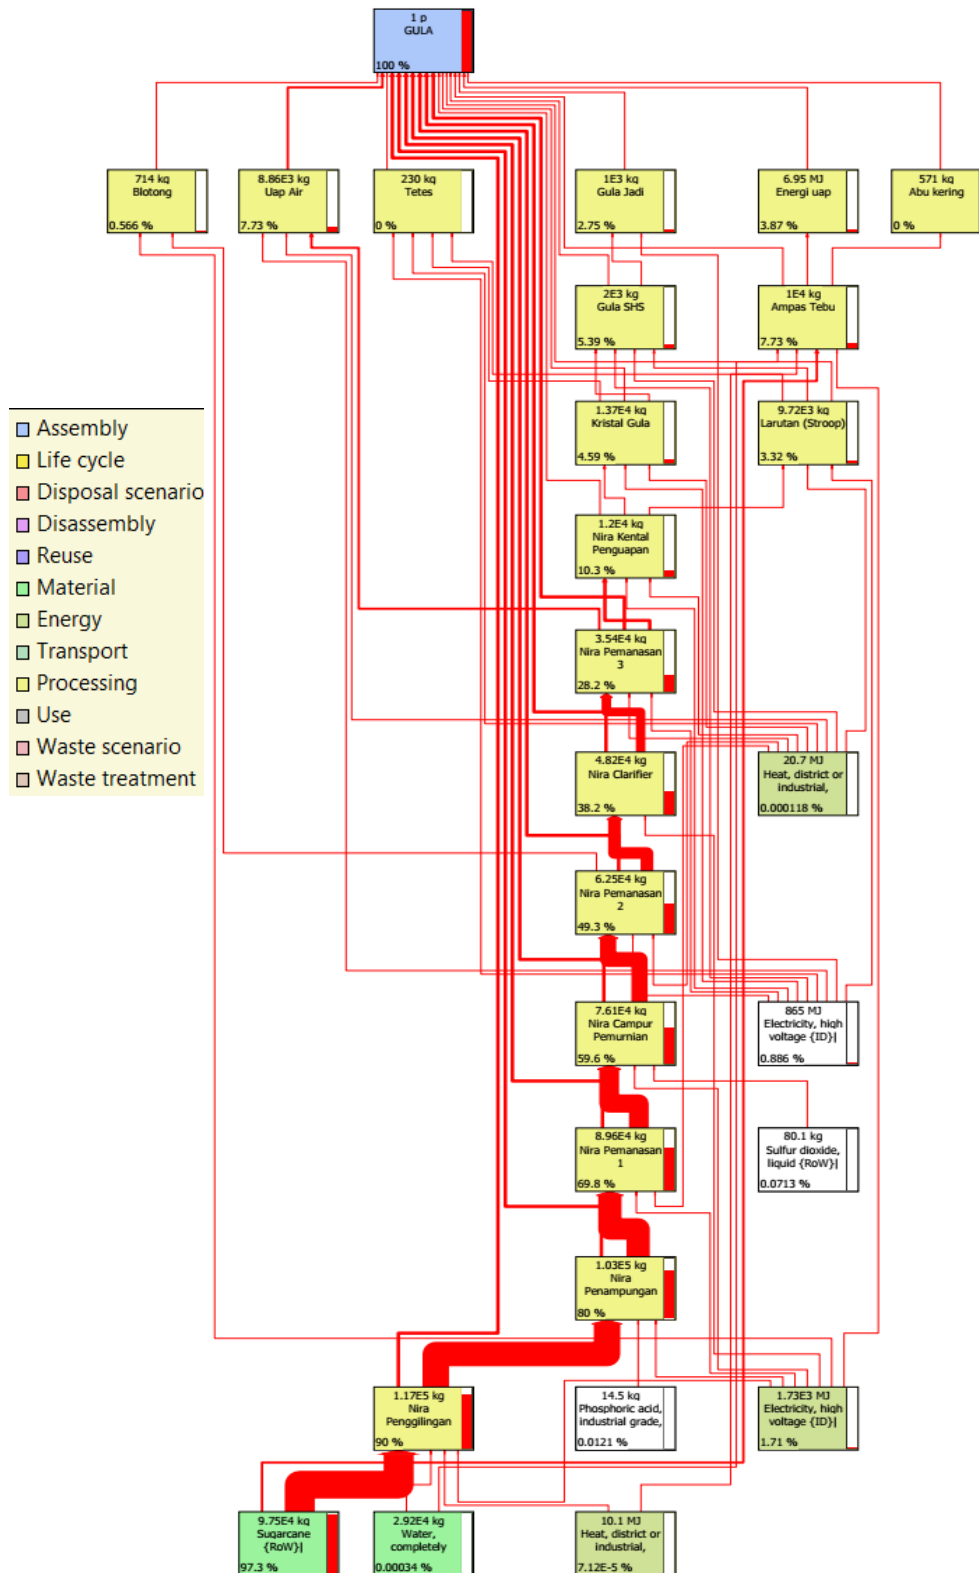 1 p
GULA
100 %
714 kg
Blotong
0.566 %
8.86E3 kg
Uap Air
7.73 %
230 kg
Tetes
0 %
1E3 kg
Gula Jadi
2.75 %
6.95 MJ
Energi uap
3.87 %
571 kg
Abu kering
0 %
2E3 kg
Gula SHS
5.39 %
1E4 kg
Ampas Tebu
7.73 %
1.37E4 kg
Kristal Gula
4.59 %
9.72E3 kg
Larutan (Stroop)
3.32 %
Assembly
Life cycle
Disposal scenario
Disassembly
Reuse
Material
Energy
Transport
Processing
Use
Waste scenario
Waste treatment
1.2E4 kg
Nira Kental
Penguapan
10.3 %
3.54E4 kg
Nira Pemanasan
3
28.2 %
4.82E4 kg
Nira Clarifier
38.2 %
20.7 MJ
Heat, district or
industrial,
0.000118 %
6.25E4 kg
Nira Pemanasan
2
49.3 %
7.61E4 kg
Nira Campur
Pemurnian
59.6 %
865 MJ
Electricity, high
voltage {ID}|
0.886 %
8.96E4 kg
Nira Pemanasan
1
69.8 %
80.1 kg
Sulfur dioxide,
liquid {RoW}|
0.0713 %
1.03E5 kg
Nira
Penampungan
80 %
1.17E5 kg
Nira
Penggilingan
90 %
14.5 kg
Phosphoric acid,
industrial grade,
0.0121 %
1.73E3 MJ
Electricity, high
voltage {ID}|
1.71 %
9.75E4 kg
Sugarcane
{RoW}|
97.3 %
2.92E4 kg
Water,
completely
0.00034 %
10.1 MJ
Heat, district or
industrial,
7.12E-5 %